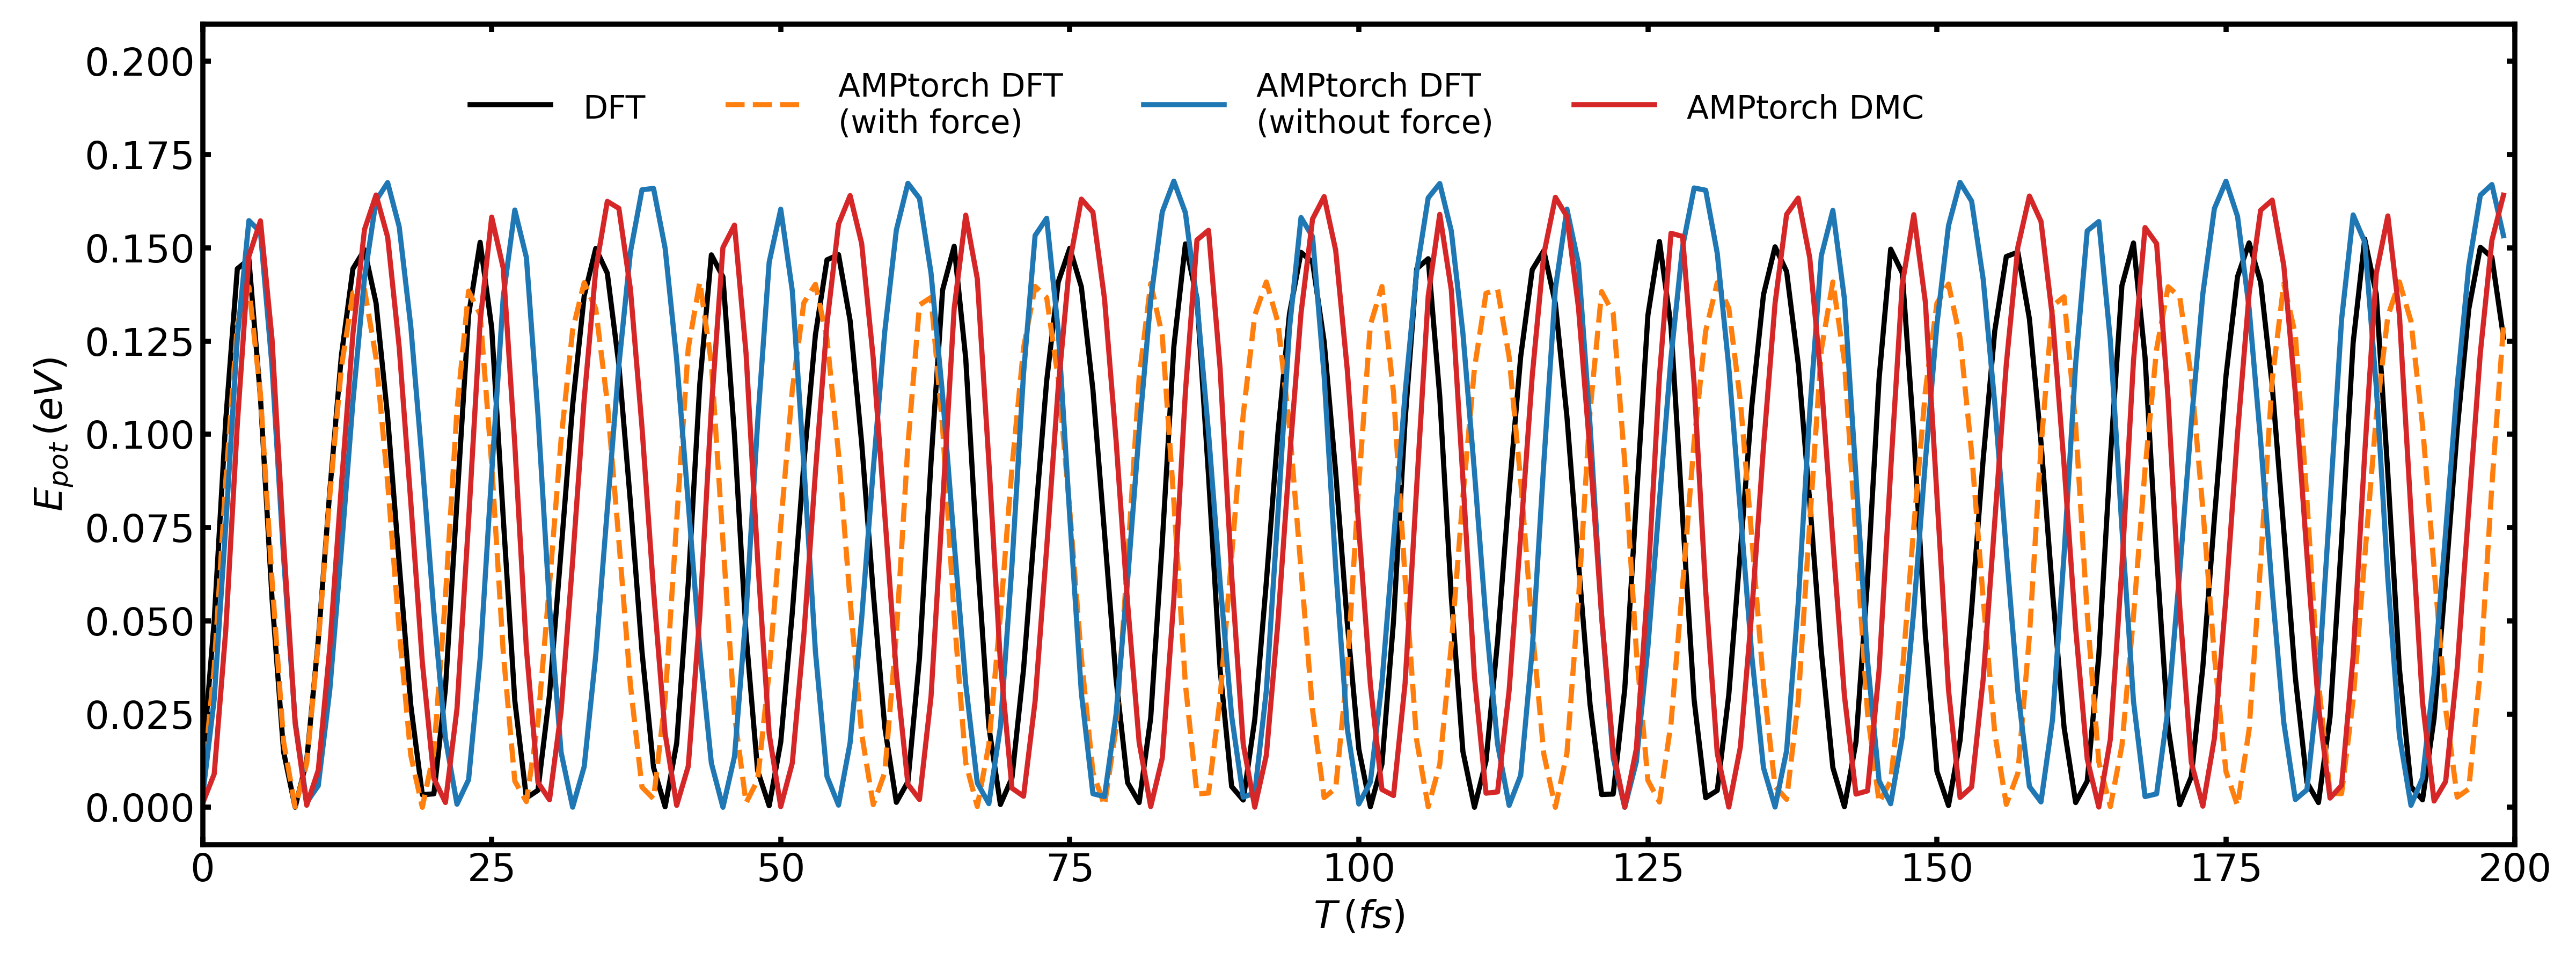 0.200
0.175
0.150
0.125
0.100
0.075
0.050
0.025
0.000
E_pot (eV)
DFT
AMPtorch DFT
(with force)
AMPtorch DFT
(without force)
AMPtorch DMC
0 25 50 75 100 125 150 175 200
T (fs)